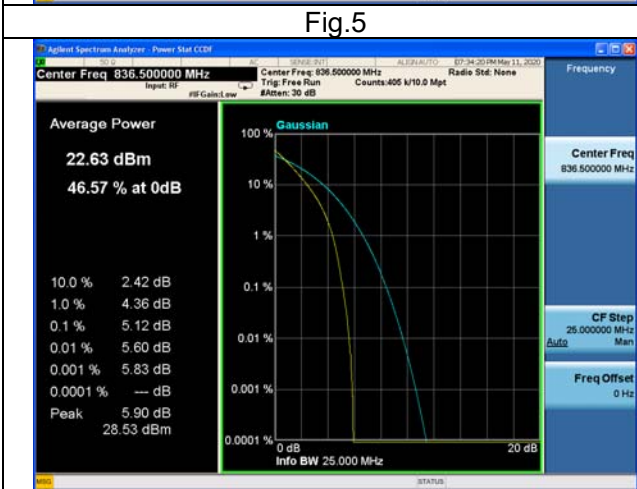 Fig.5
Agilent Spectrum Analyzer - Power Stat CCDF
50 Ω AC SENSE:INT ALIGN AUTO 07:34:20 PM May 11, 2020
Center Freq 836.500000 MHz
Input: RF
#IFGain:Low
Center Freq: 836.500000 MHz
Radio Std: None
Trig: Free Run
Counts:405 k/10.0 Mpt
#Atten: 30 dB
Frequency
Average Power
22.63 dBm
46.57 % at 0dB
10.0 % 2.42 dB
1.0 % 4.36 dB
0.1 % 5.12 dB
0.01 % 5.60 dB
0.001 % 5.83 dB
0.0001 % --- dB
Peak 5.90 dB
28.53 dBm
Gaussian
100 %
10 %
1 %
0.1 %
0.01 %
0.001 %
0.0001 %
0 dB
20 dB
Info BW 25.000 MHz
Center Freq
836.500000 MHz
CF Step
25.000000 MHz
Auto Man
Freq Offset
0 Hz
MSG
STATUS